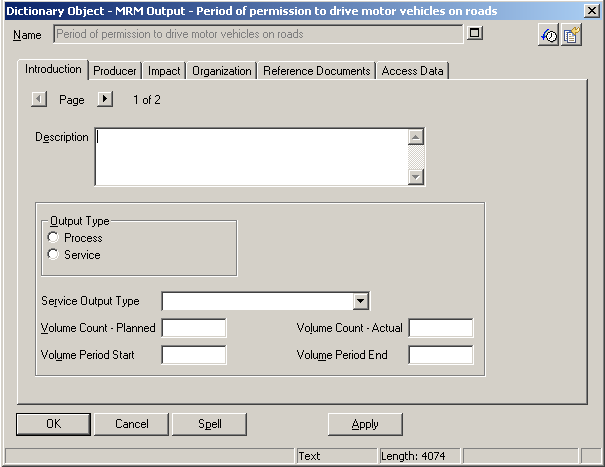 Dictionary Object - MRM Output - Period of permission to drive motor vehicles on roads
Name Period of permission to drive motor vehicles on roads
Introduction Producer Impact Organization Reference Documents Access Data
Page 1 of 2
Description
Output Type
Process
Service
Service Output Type
Volume Count - Planned Volume Count - Actual
Volume Period Start Volume Period End
OK Cancel Spell Apply
Text Length: 4074